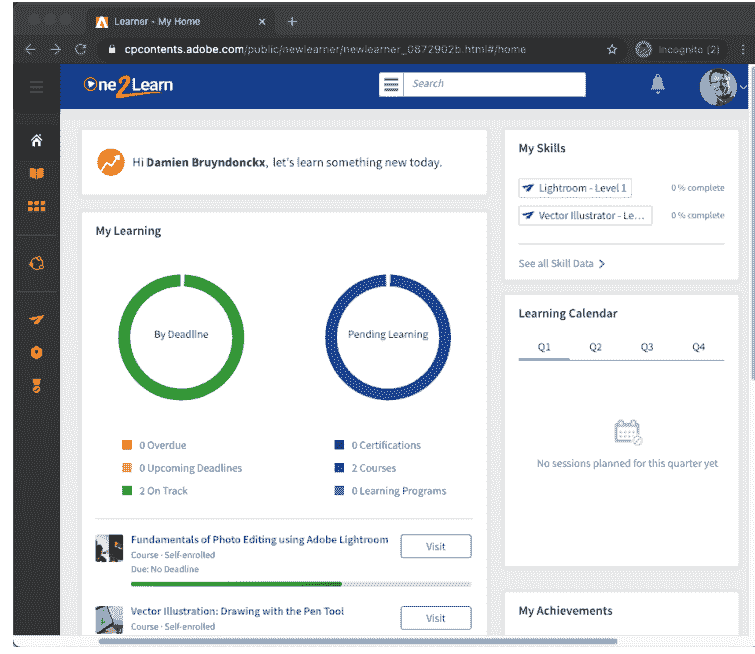 Learner - My Home
cpcontents.adobe.com/public/newlearner/newlearner_0872902b.html#/home
Incognito (2)
One2Learn
Search
Hi Damien Bruyndonckx, let's learn something new today.
My Learning
By Deadline
Pending Learning
0 Overdue
0 Upcoming Deadlines
2 On Track
0 Certifications
2 Courses
0 Learning Programs
Fundamentals of Photo Editing using Adobe Lightroom
Course · Self-enrolled
Due: No Deadline
Visit
Vector Illustration: Drawing with the Pen Tool
Course · Self-enrolled
Visit
My Skills
Lightroom - Level 1
0 % complete
Vector Illustrator - Le...
0 % complete
See all Skill Data
Learning Calendar
Q1 Q2 Q3 Q4
No sessions planned for this quarter yet
My Achievements